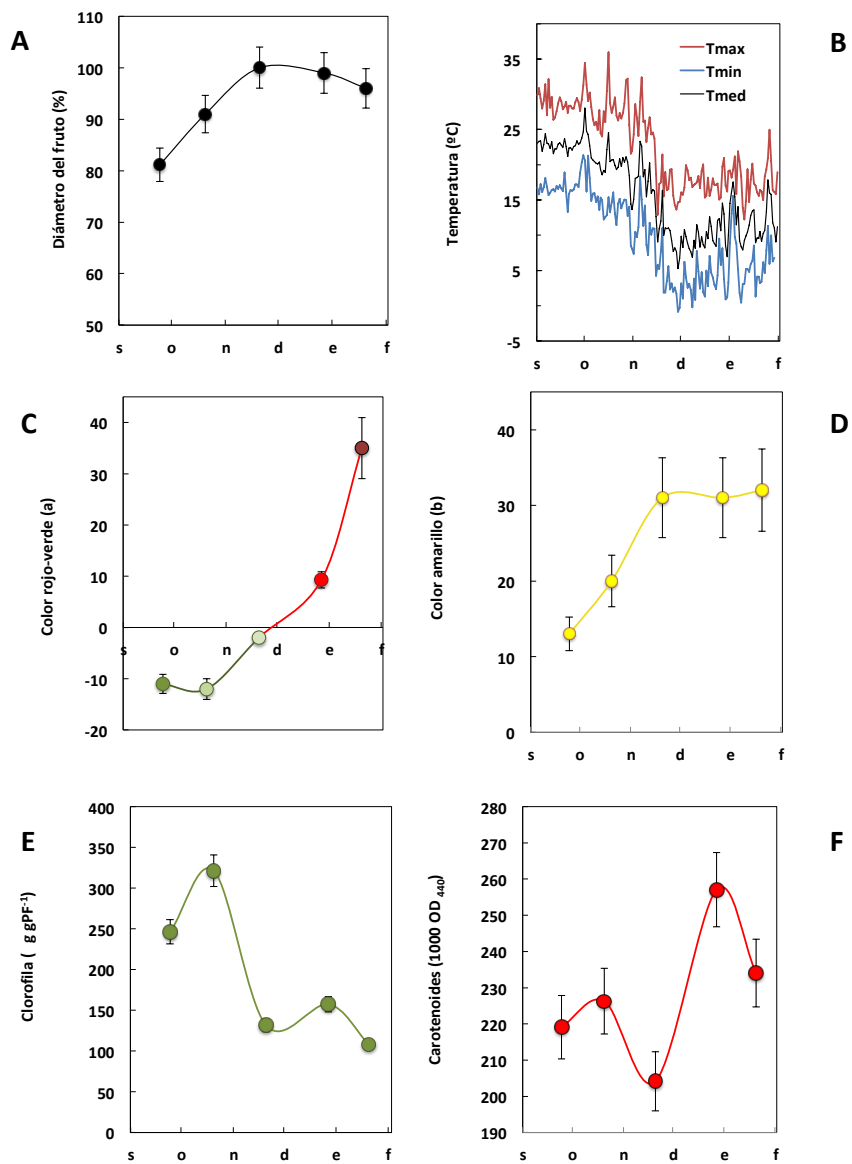 A
Diámetro del fruto (%)
110
100
90
80
70
60
50
s o n d e f
B
Temperatura (ºC)
35
25
15
5
-5
Tmax
Tmin
Tmed
s o n d e f
C
Color rojo-verde (a)
40
30
20
10
0
-10
-20
s o n d e f
D
Color amarillo (b)
40
30
20
10
0
s o n d e f
E
Clorofila ( g gPF⁻¹)
400
350
300
250
200
150
100
50
0
s o n d e f
F
Carotenoides (1000 OD₄₄₀)
280
270
260
250
240
230
220
210
200
190
s o n d e f